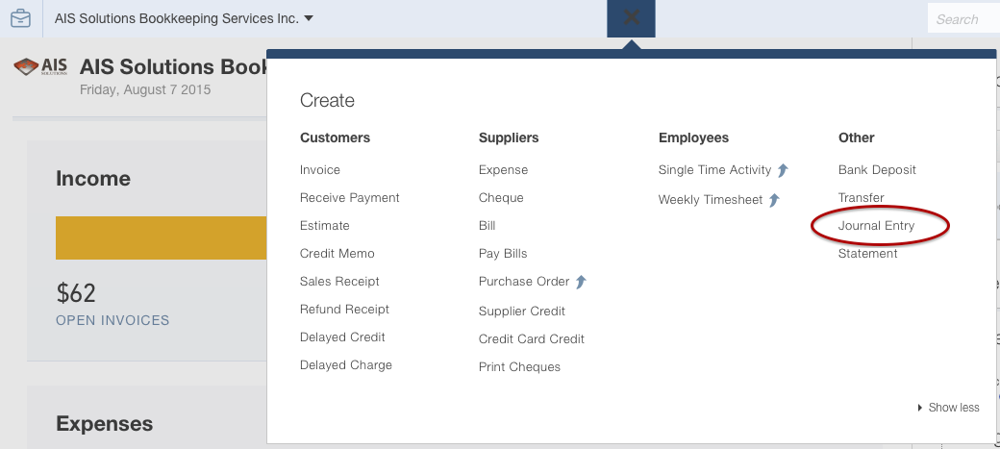 AIS Solutions Bookkeeping Services Inc.
Search
AIS
SOLUTIONS
AIS Solutions Boo
Friday, August 7 2015
Income
$62
OPEN INVOICES
Expenses
Create
Customers
Invoice
Receive Payment
Estimate
Credit Memo
Sales Receipt
Refund Receipt
Delayed Credit
Delayed Charge
Suppliers
Expense
Cheque
Bill
Pay Bills
Purchase Order
Supplier Credit
Credit Card Credit
Print Cheques
Employees
Single Time Activity
Weekly Timesheet
Other
Bank Deposit
Transfer
Journal Entry
Statement
Show less